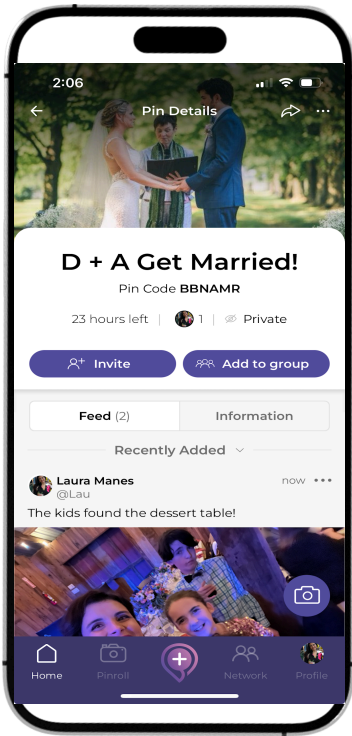 2:06
Pin Details
D + A Get Married!
Pin Code BBNAMR
23 hours left | 1 | Private
Invite
Add to group
Feed (2)
Information
Recently Added
Laura Manes
now
@Lau
The kids found the dessert table!
Home
Pinroll
Network
Profile